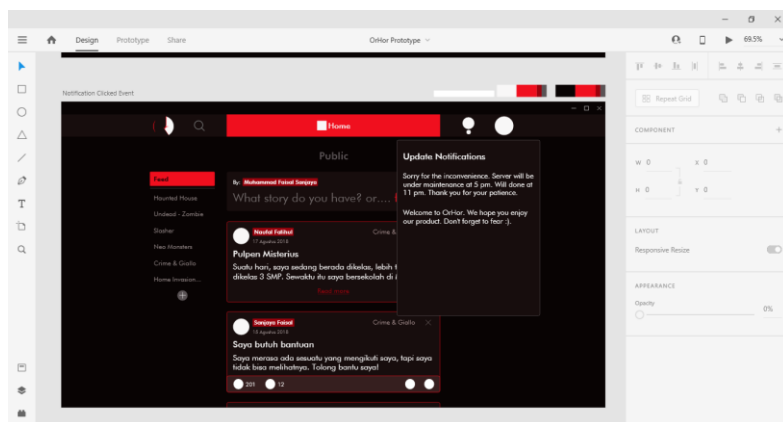 Design Prototype Share
OrHor Prototype
69.5%
Notification Clicked Event
Home
Public
Feed
Haunted House
Undead - Zombie
Slasher
Neo Monsters
Crime & Giallo
Home Invasion...
By: Muhammad Faisal Sanjaya
What story do you have? or....
Naufal Fatihul
Crime &
17 Agustus 2018
Pulpen Misterius
Suatu hari, saya sedang berada dikelas, lebih t
dikelas 3 SMP. Sewaktu itu saya bersekolah di
Read more
Sanjaya Faisal
Crime & Giallo
18 Agustus 2018
Saya butuh bantuan
Saya merasa ada sesuatu yang mengikuti saya, tapi saya
tidak bisa melihatnya. Tolong bantu saya!
201 12
Update Notifications
Sorry for the inconvenience. Server will be
under maintenance at 5 pm. Will done at
11 pm. Thank you for your patience.
Welcome to OrHor. We hope you enjoy
our product. Don't forget to fear :).
Repeat Grid
COMPONENT
W 0 X 0
H 0 Y 0
LAYOUT
Responsive Resize
APPEARANCE
Opacity
0%